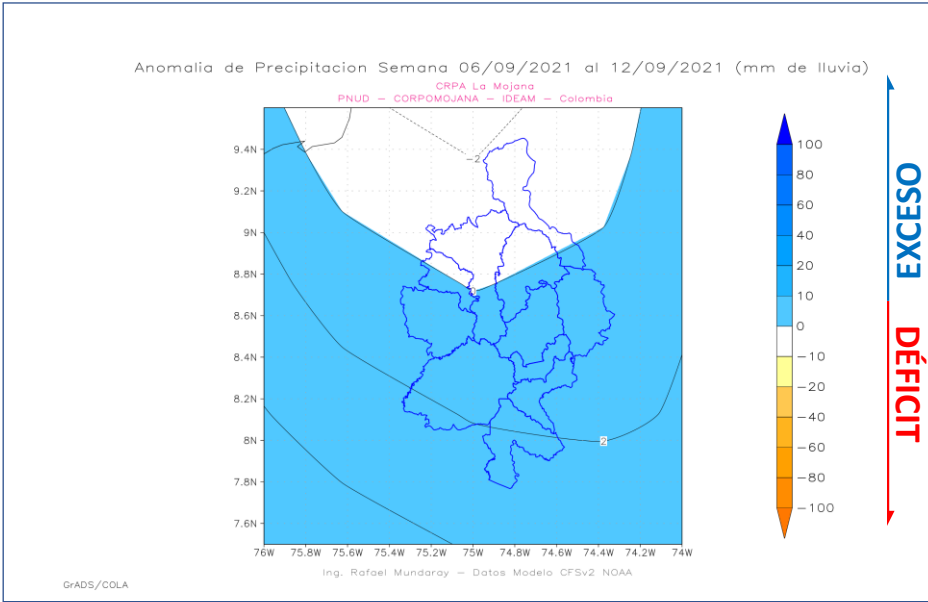 Anomalia de Precipitacion Semana 06/09/2021 al 12/09/2021 (mm de lluvia)
CRPA La Mojana
PNUD – CORPOMOJANA – IDEAM – Colombia
9.4N
9.2N
9N
8.8N
8.6N
8.4N
8.2N
8N
7.8N
7.6N
-2
2
76W 75.8W 75.6W 75.4W 75.2W 75W 74.8W 74.6W 74.4W 74.2W 74W
100
80
60
40
20
10
0
-10
-20
-40
-60
-80
-100
EXCESO
DÉFICIT
Ing. Rafael Mundaray – Datos Modelo CFSv2 NOAA
GrADS/COLA